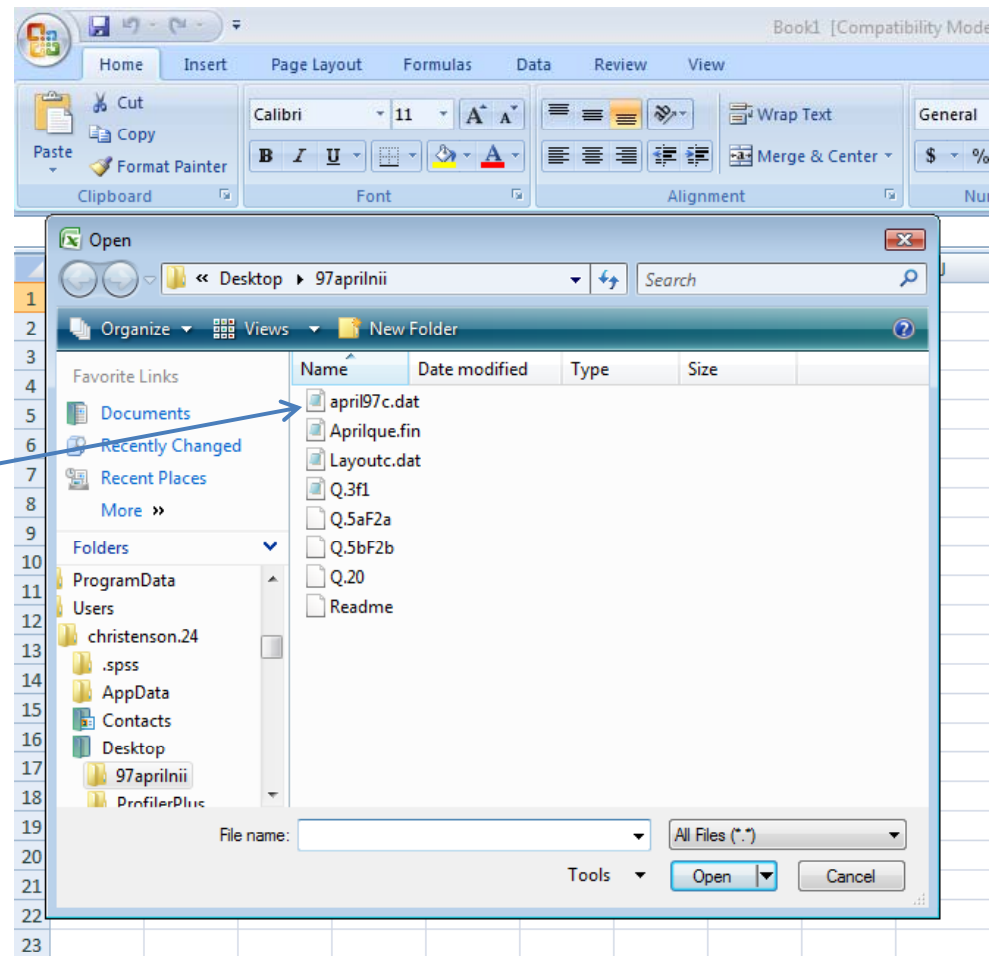 Book1 [Compatibility Mode
Home Insert Page Layout Formulas Data Review View
Cut
Copy
Format Painter
Paste
Calibri 11 A A
B I U A
Wrap Text
Merge & Center
General
$ %
Clipboard Font Alignment Nu
Open
« Desktop 97aprilnii Search
Organize Views New Folder
Favorite Links
Documents
Recently Changed
Recent Places
More »
Folders
ProgramData
Users
christenson.24
.spss
AppData
Contacts
Desktop
97aprilnii
ProfilerPlus
Name Date modified Type Size
april97c.dat
Aprilque.fin
Layoutc.dat
Q.3f1
Q.5aF2a
Q.5bF2b
Q.20
Readme
File name: All Files (*.*)
Tools Open Cancel
J
1
2
3
4
5
6
7
8
9
10
11
12
13
14
15
16
17
18
19
20
21
22
23